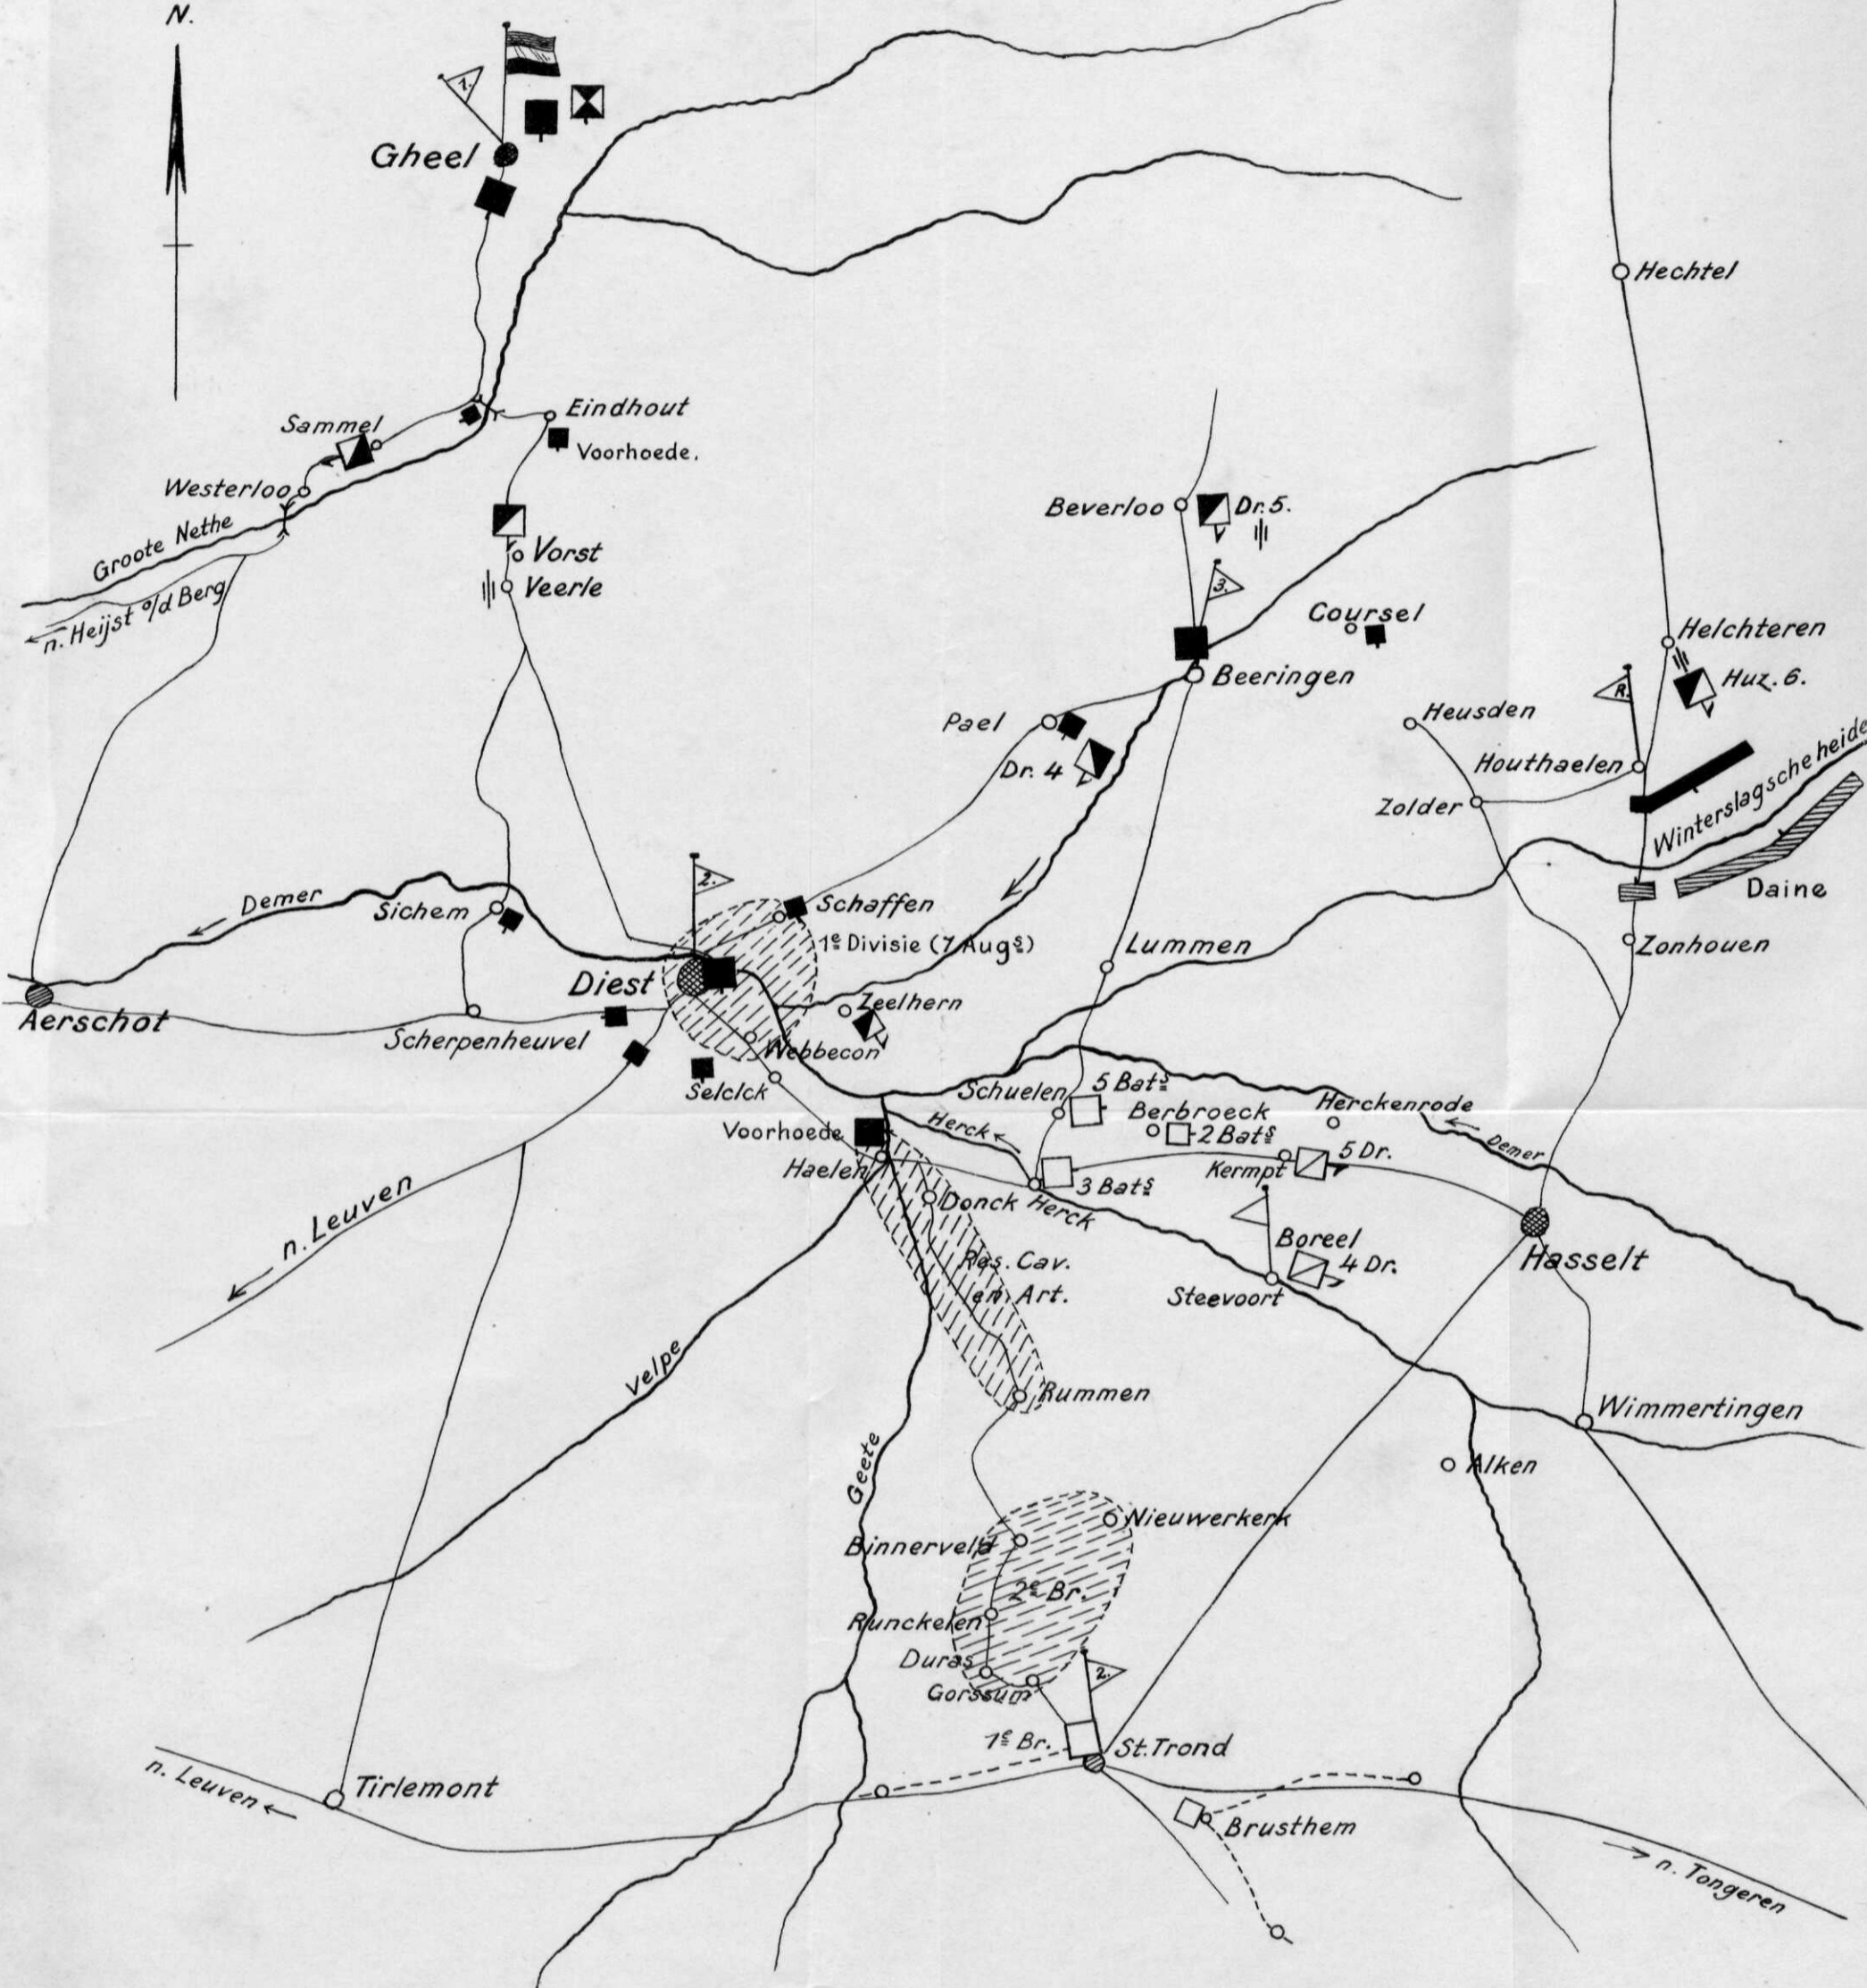 N.
1.
Gheel
Hechtel
Sammel
Eindhout
Voorhoede.
Westerloo
Groote Nethe
n. Heijst o/d Berg
Vorst
Veerle
Beverloo
Dr. 5.
3.
Coursel
Beeringen
Helchteren
Huz. 6.
R.
Pael
Dr. 4
Heusden
Houthaelen
Zolder
Winterslagsche heide
Daine
Demer
Sichem
2.
Schaffen
1e Divisie (7 Augs)
Diest
Lummen
Zonhouen
Zeelhern
Aerschot
Scherpenheuvel
Webbecon
Selclck
Schuelen
5 Bats
Berbroeck
2 Bats
Herckenrode
Demer
Voorhoede
Herck
Haelen
Kermpt
5 Dr.
3 Bats
Donck
Herck
n. Leuven
Boreel
4 Dr.
Hasselt
Res. Cav.
en Art.
Steevoort
Velpe
Rummen
Wimmertingen
Geete
Alken
Nieuwerkerk
Binnerveld
2e Br.
Runckelen
Duras
Gorssum
2.
1e Br.
St. Trond
n. Leuven
Tirlemont
Brusthem
n. Tongeren